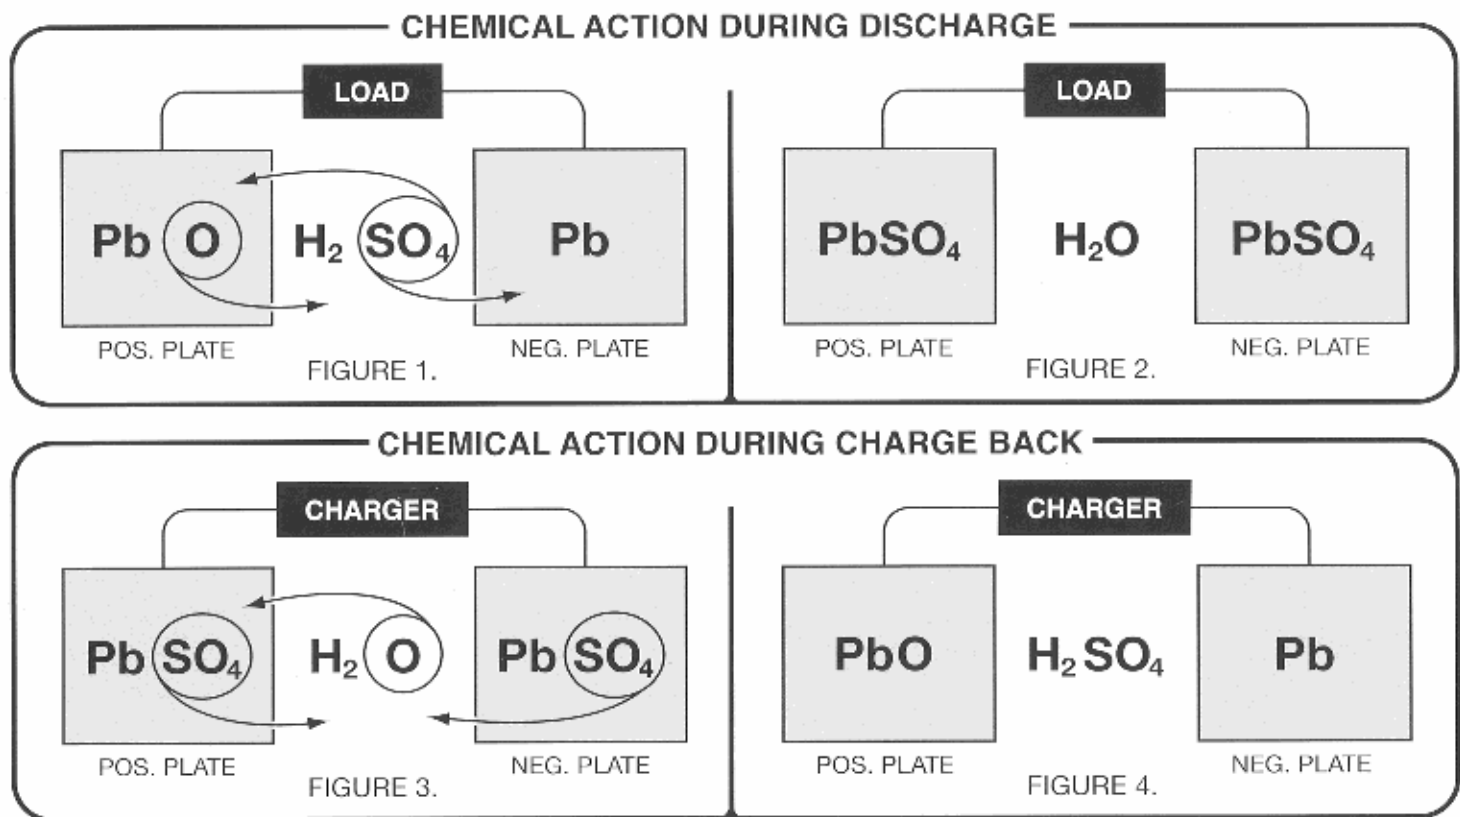 CHEMICAL ACTION DURING DISCHARGE
LOAD
Pb O H₂ SO₄ Pb
POS. PLATE
NEG. PLATE
FIGURE 1.
LOAD
PbSO₄ H₂O PbSO₄
POS. PLATE
NEG. PLATE
FIGURE 2.
CHEMICAL ACTION DURING CHARGE BACK
CHARGER
Pb SO₄ H₂ O Pb SO₄
POS. PLATE
NEG. PLATE
FIGURE 3.
CHARGER
PbO H₂SO₄ Pb
POS. PLATE
NEG. PLATE
FIGURE 4.